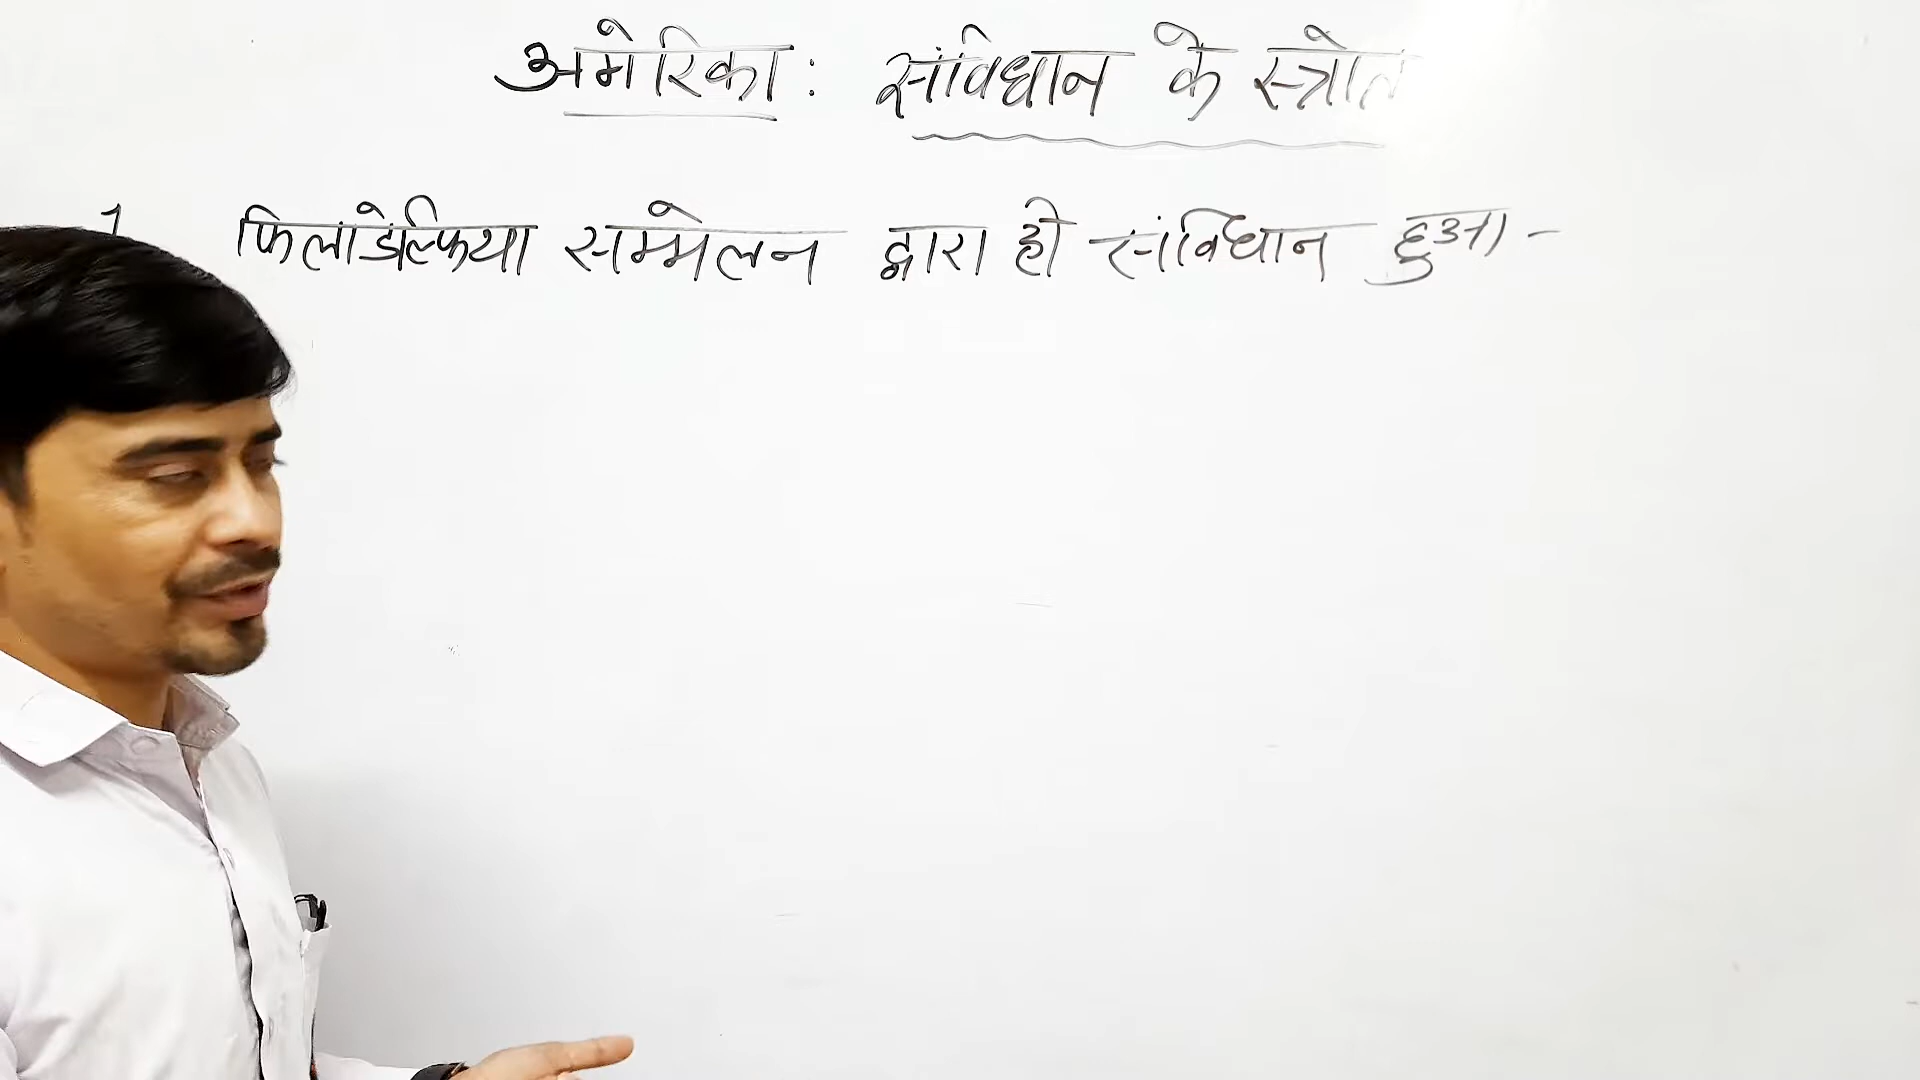 अमेरिका : संविधान के स्त्रोत
1 फिलाडेल्फिया सम्मेलन द्वारा ही संविधान हुआ -